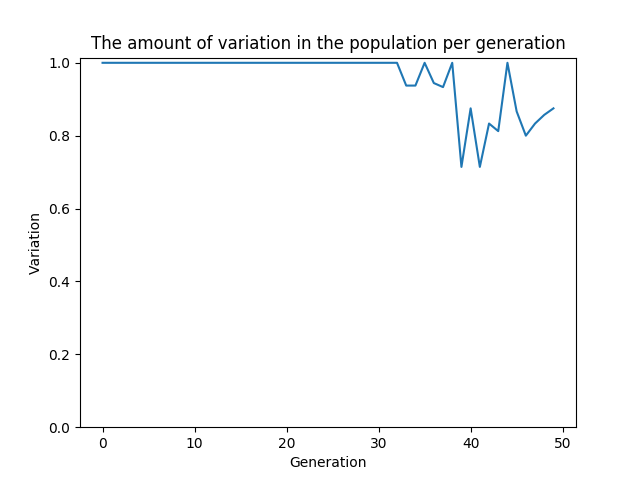 The amount of variation in the population per generation
1.0
0.8
0.6
0.4
0.2
0.0
Variation
0 10 20 30 40 50
Generation